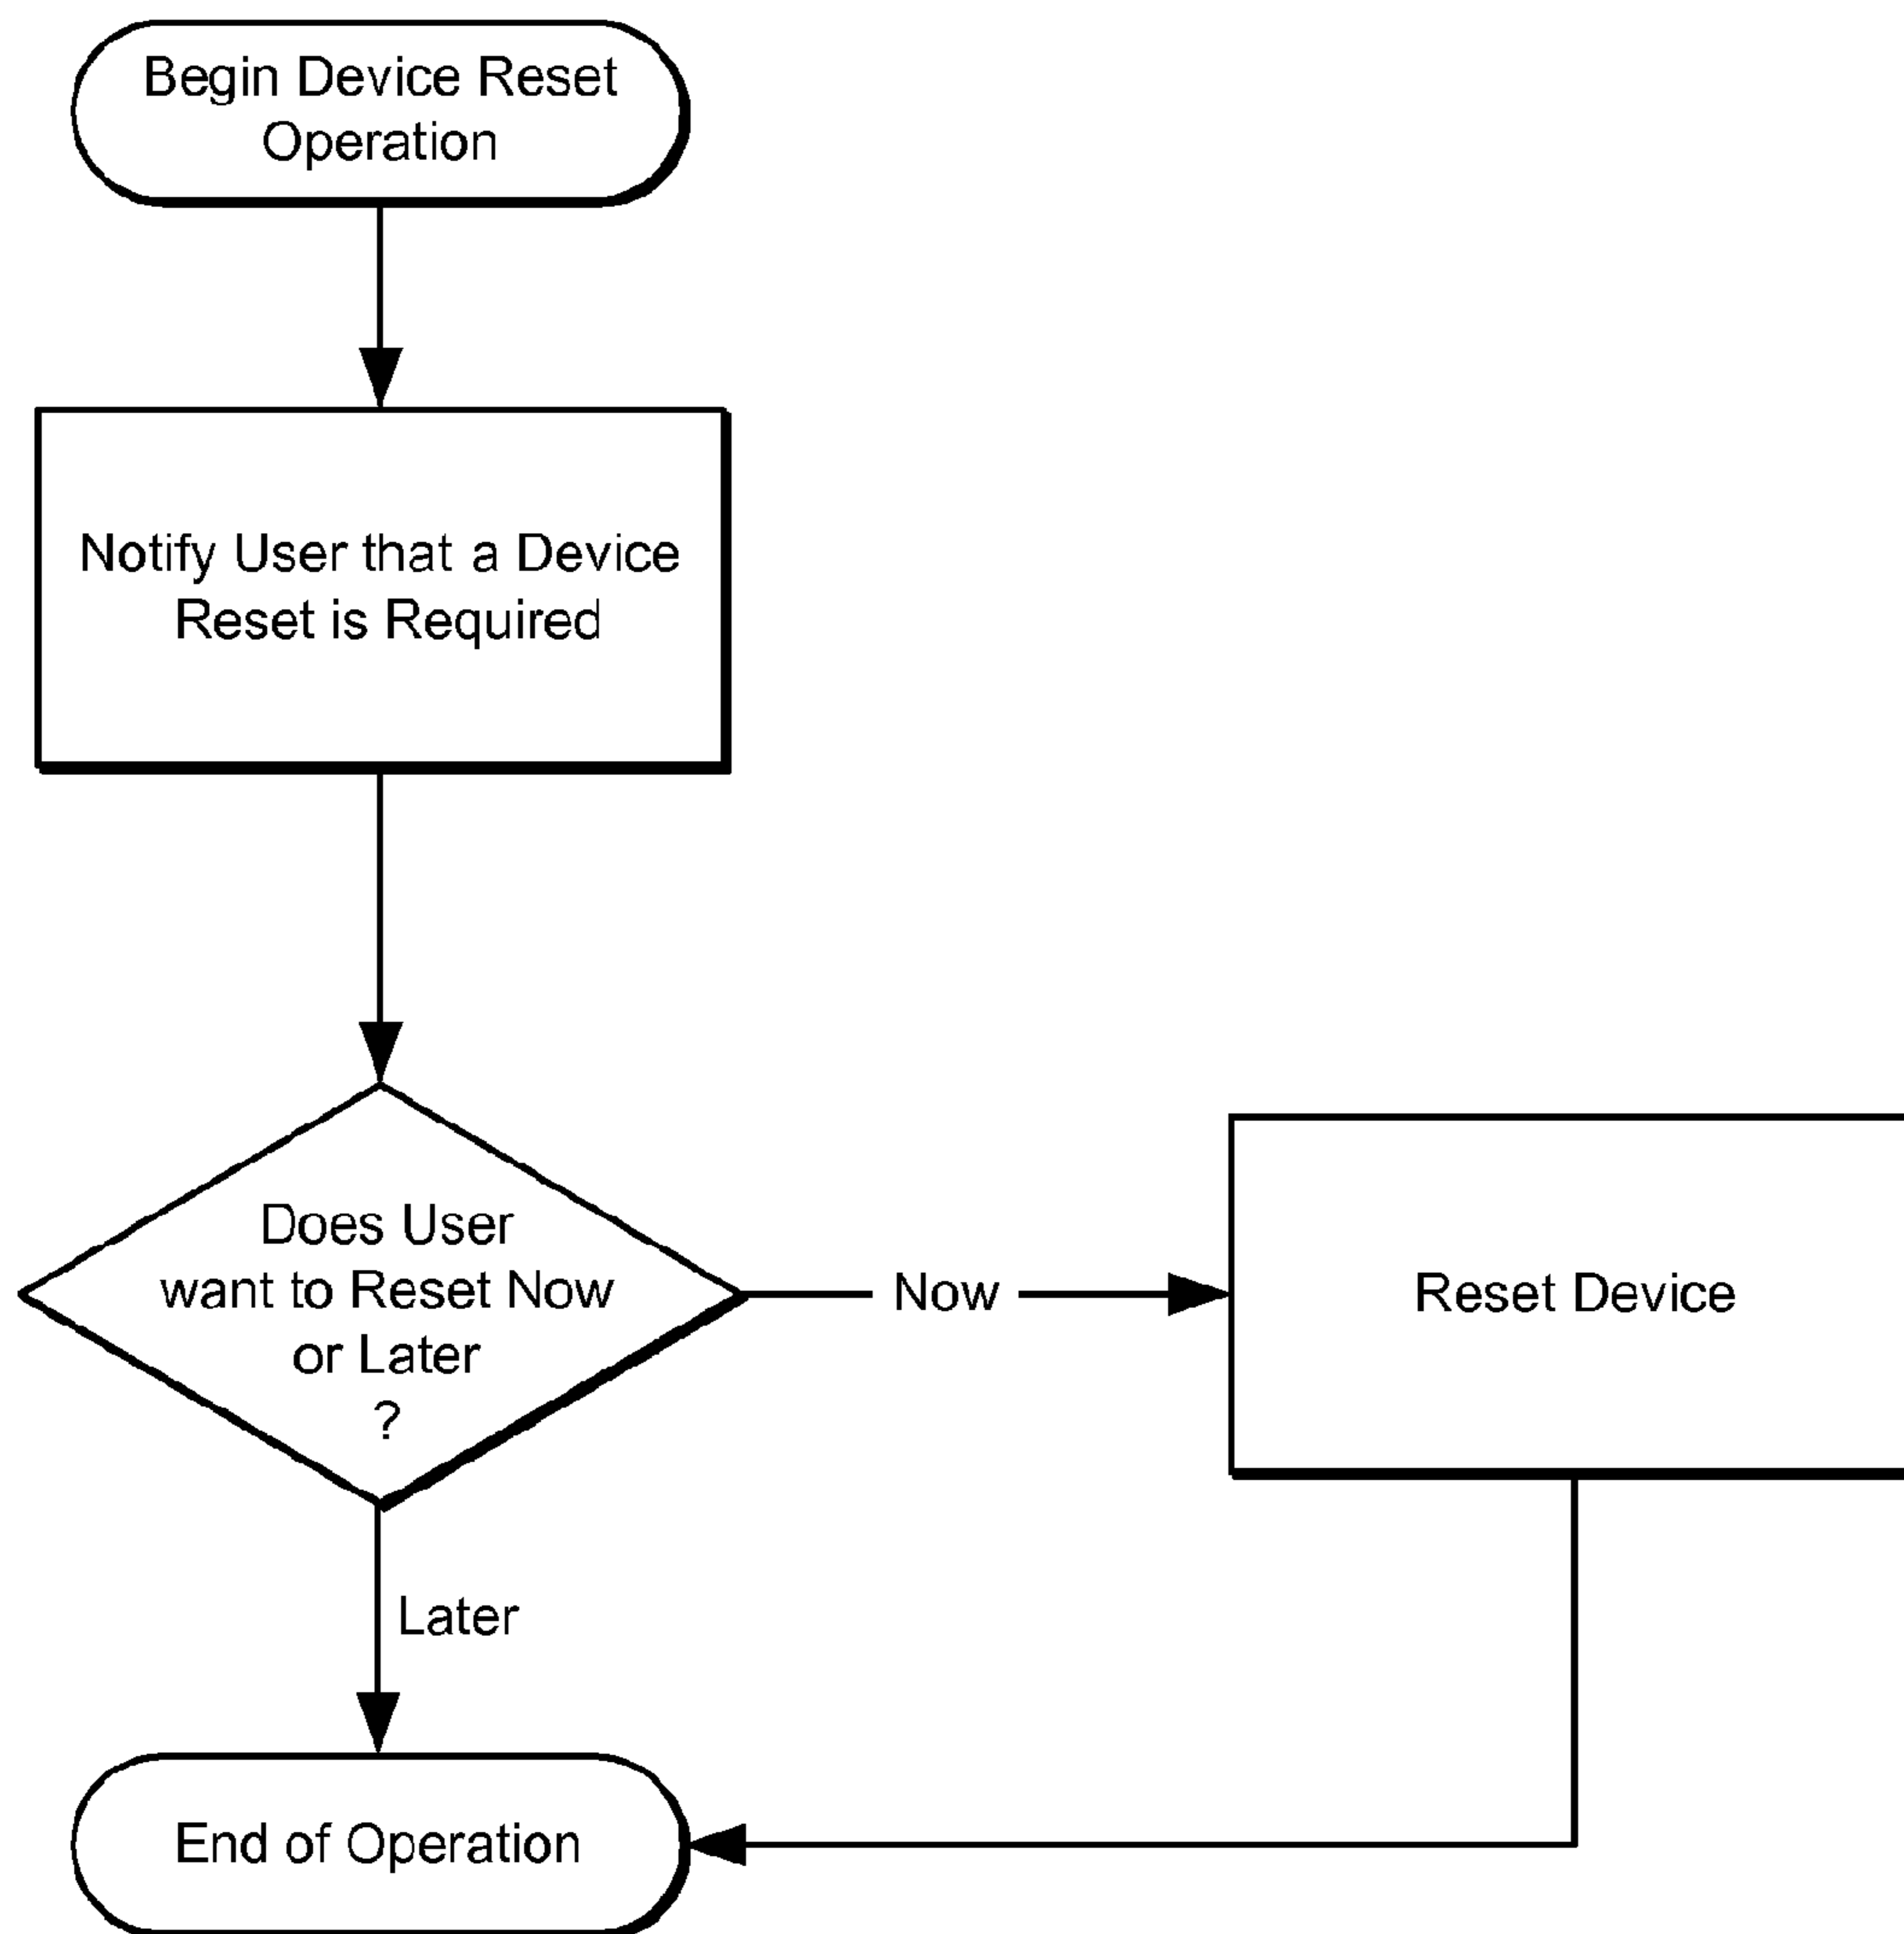 Begin Device Reset
Operation
Notify User that a Device
Reset is Required
Does User
want to Reset Now
or Later
?
Now
Reset Device
Later
End of Operation